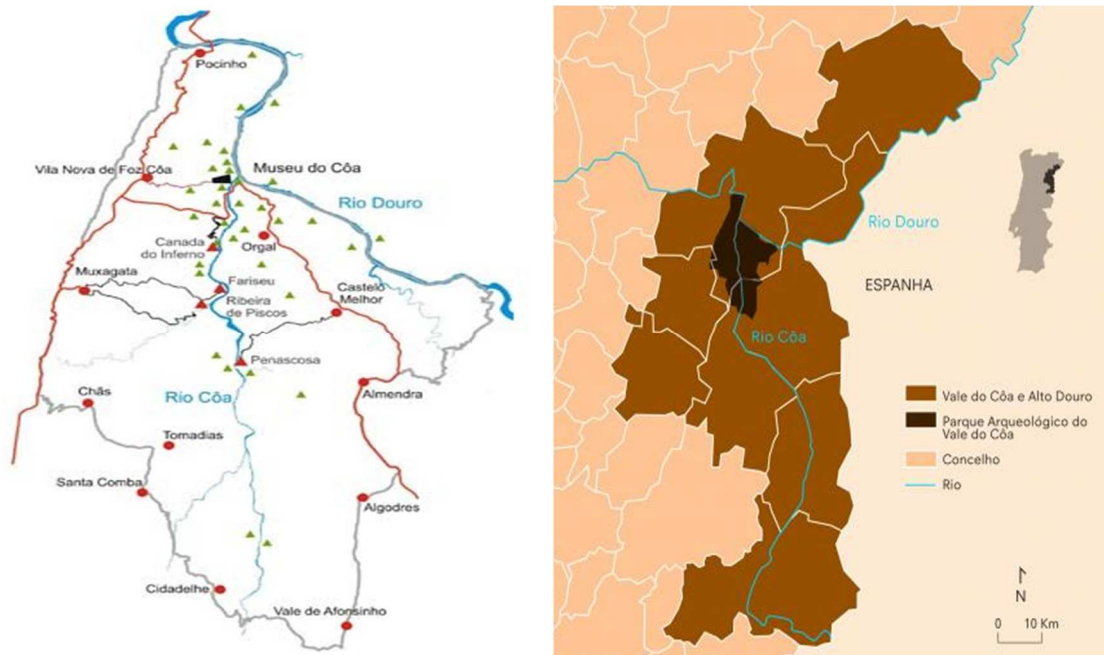 Pocinho
Vila Nova de Foz Côa
Museu do Côa
Rio Douro
Canada
do Inferno
Orgal
Muxagata
Fariseu
Castelo
Melhor
Ribeira
de Piscos
Penascosa
Rio Côa
Chãs
Almendra
Tomadias
Santa Comba
Algodres
Cidadelhe
Vale de Afonsinho
Rio Douro
ESPANHA
Rio Côa
Vale do Côa e Alto Douro
Parque Arqueológico do
Vale do Côa
Concelho
Rio
N
0 10 Km